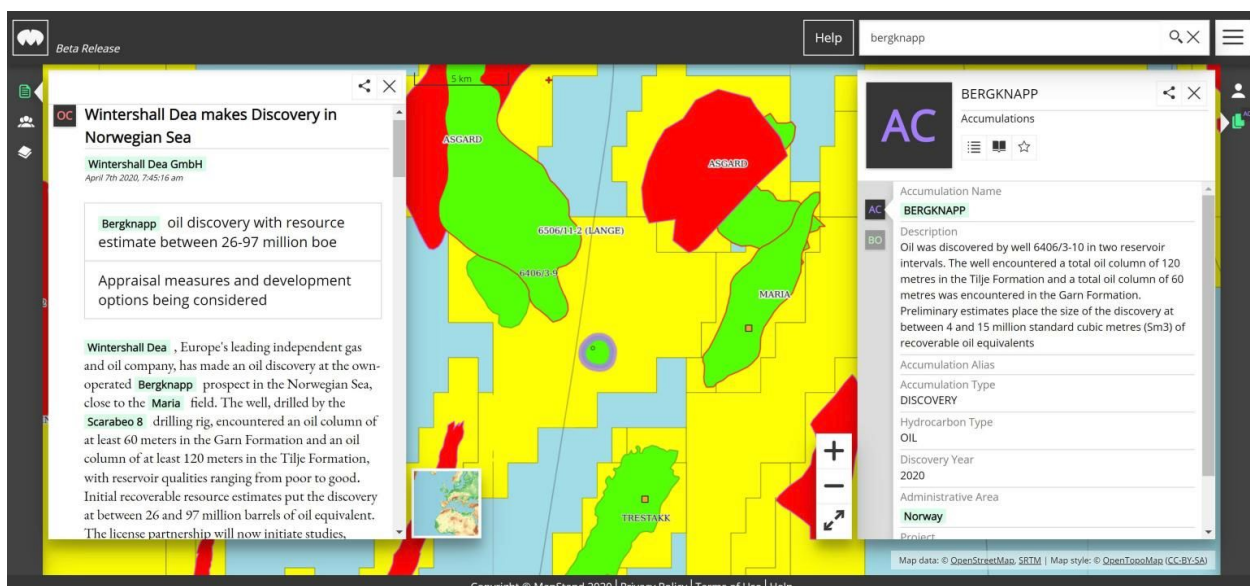 Beta Release
Help
bergknapp
OC
Wintershall Dea makes Discovery in
Norwegian Sea
Wintershall Dea GmbH
April 7th 2020, 7:45:16 am
Bergknapp oil discovery with resource
estimate between 26-97 million boe
Appraisal measures and development
options being considered
Wintershall Dea , Europe's leading independent gas
and oil company, has made an oil discovery at the own-
operated Bergknapp prospect in the Norwegian Sea,
close to the Maria field. The well, drilled by the
Scarabeo 8 drilling rig, encountered an oil column of
at least 60 meters in the Garn Formation and an oil
column of at least 120 meters in the Tilje Formation,
with reservoir qualities ranging from poor to good.
Initial recoverable resource estimates put the discovery
at between 26 and 97 million barrels of oil equivalent.
The license partnership will now initiate studies,
5 km
ASGARD
ASGARD
6506/11-2 (LANGE)
6406/3-9
MARIA
TRESTAKK
AC
BERGKNAPP
Accumulations
AC
BO
Accumulation Name
BERGKNAPP
Description
Oil was discovered by well 6406/3-10 in two reservoir
intervals. The well encountered a total oil column of 120
metres in the Tilje Formation and a total oil column of 60
metres was encountered in the Garn Formation.
Preliminary estimates place the size of the discovery at
between 4 and 15 million standard cubic metres (Sm3) of
recoverable oil equivalents
Accumulation Alias
Accumulation Type
DISCOVERY
Hydrocarbon Type
OIL
Discovery Year
2020
Administrative Area
Norway
Project
Map data: © OpenStreetMap, SRTM | Map style: © OpenTopoMap (CC-BY-SA)
Copyright © MapStand 2020 | Privacy Policy | Terms of Use | Help